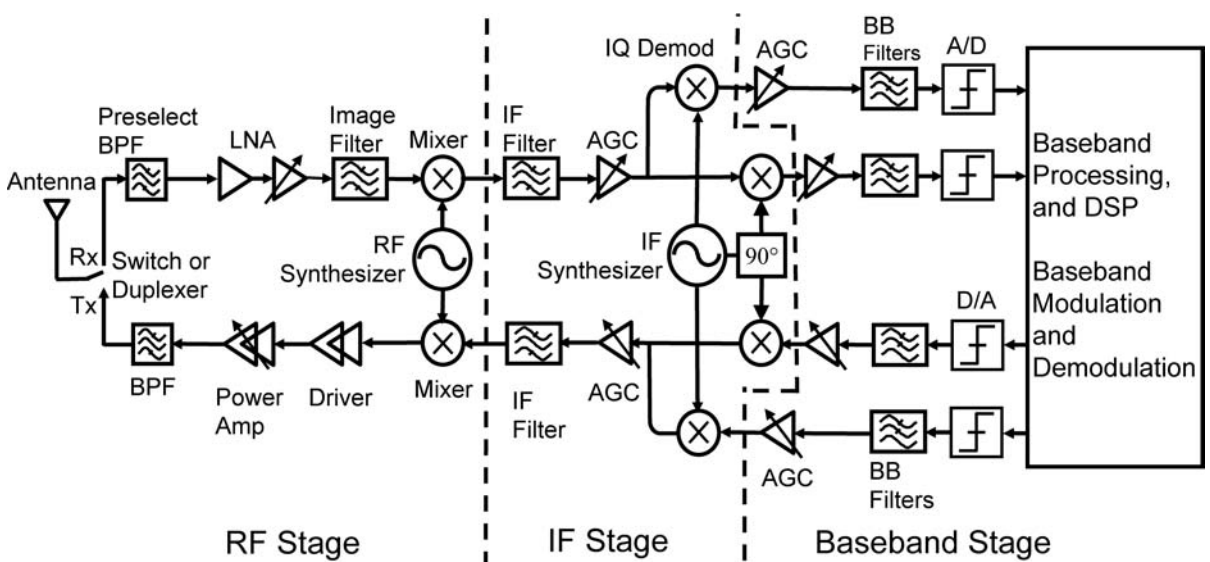 IQ Demod
AGC
BB
Filters
A/D
Preselect
BPF
LNA
Image
Filter
Mixer
IF
Filter
AGC
Antenna
Baseband
Processing,
and DSP
Rx
Switch or
Duplexer
Tx
RF
Synthesizer
IF
Synthesizer
90°
Baseband
Modulation
and
Demodulation
D/A
BPF
Power
Amp
Driver
Mixer
IF
Filter
AGC
AGC
BB
Filters
RF Stage
IF Stage
Baseband Stage